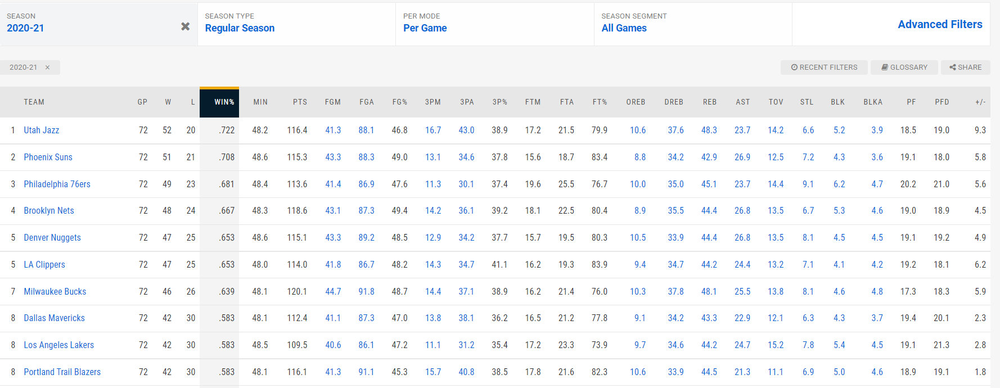 SEASON SEASON TYPE PER MODE SEASON SEGMENT
2020-21 Regular Season Per Game All Games Advanced Filters
2020-21 × RECENT FILTERS GLOSSARY SHARE
TEAM GP W L WIN% MIN PTS FGM FGA FG% 3PM 3PA 3P% FTM FTA FT% OREB DREB REB AST TOV STL BLK BLKA PF PFD +/-
1 Utah Jazz 72 52 20 .722 48.2 116.4 41.3 88.1 46.8 16.7 43.0 38.9 17.2 21.5 79.9 10.6 37.6 48.3 23.7 14.2 6.6 5.2 3.9 18.5 19.0 9.3
2 Phoenix Suns 72 51 21 .708 48.6 115.3 43.3 88.3 49.0 13.1 34.6 37.8 15.6 18.7 83.4 8.8 34.2 42.9 26.9 12.5 7.2 4.3 3.6 19.1 18.0 5.8
3 Philadelphia 76ers 72 49 23 .681 48.4 113.6 41.4 86.9 47.6 11.3 30.1 37.4 19.6 25.5 76.7 10.0 35.0 45.1 23.7 14.4 9.1 6.2 4.7 20.2 21.0 5.6
4 Brooklyn Nets 72 48 24 .667 48.3 118.6 43.1 87.3 49.4 14.2 36.1 39.2 18.1 22.5 80.4 8.9 35.5 44.4 26.8 13.5 6.7 5.3 4.6 19.0 18.9 4.5
5 Denver Nuggets 72 47 25 .653 48.6 115.1 43.3 89.2 48.5 12.9 34.2 37.7 15.7 19.5 80.3 10.5 33.9 44.4 26.8 13.5 8.1 4.5 4.5 19.1 19.2 4.9
5 LA Clippers 72 47 25 .653 48.0 114.0 41.8 86.7 48.2 14.3 34.7 41.1 16.2 19.3 83.9 9.4 34.7 44.2 24.4 13.2 7.1 4.1 4.2 19.2 18.1 6.2
7 Milwaukee Bucks 72 46 26 .639 48.1 120.1 44.7 91.8 48.7 14.4 37.1 38.9 16.2 21.4 76.0 10.3 37.8 48.1 25.5 13.8 8.1 4.6 4.8 17.3 18.3 5.9
8 Dallas Mavericks 72 42 30 .583 48.1 112.4 41.1 87.3 47.0 13.8 38.1 36.2 16.5 21.2 77.8 9.1 34.2 43.3 22.9 12.1 6.3 4.3 3.7 19.4 20.1 2.3
8 Los Angeles Lakers 72 42 30 .583 48.5 109.5 40.6 86.1 47.2 11.1 31.2 35.4 17.2 23.3 73.9 9.7 34.6 44.2 24.7 15.2 7.8 5.4 4.5 19.1 21.3 2.8
8 Portland Trail Blazers 72 42 30 .583 48.1 116.1 41.3 91.1 45.3 15.7 40.8 38.5 17.8 21.6 82.3 10.6 33.9 44.5 21.3 11.1 6.9 5.0 4.6 18.9 19.1 1.8